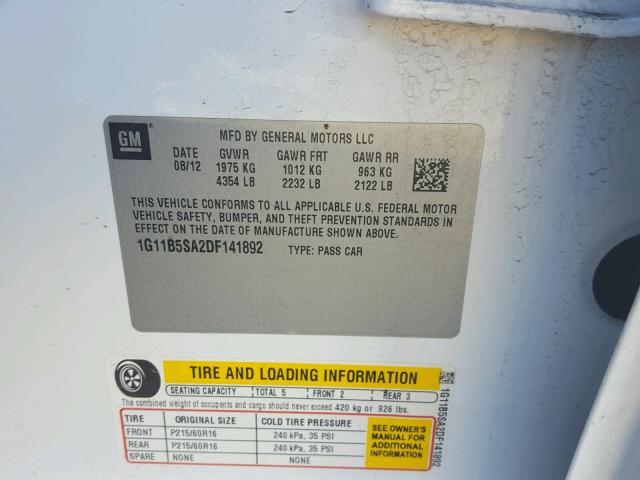 GM
MFD BY GENERAL MOTORS LLC
DATE GVWR GAWR FRT GAWR RR
08/12 1975 KG 1012 KG 963 KG
4354 LB 2232 LB 2122 LB
THIS VEHICLE CONFORMS TO ALL APPLICABLE U.S. FEDERAL MOTOR
VEHICLE SAFETY, BUMPER, AND THEFT PREVENTION STANDARDS IN
EFFECT ON THE DATE OF MANUFACTURE SHOWN ABOVE.
1G11B5SA2DF141892 TYPE: PASS CAR
TIRE AND LOADING INFORMATION
SEATING CAPACITY TOTAL 5 FRONT 2 REAR 3
The combined weight of occupants and cargo should never exceed 420 kg or 926 lbs.
TIRE ORIGINAL SIZE COLD TIRE PRESSURE
FRONT P215/60R16 240 kPa, 35 PSI
REAR P215/60R16 240 kPa, 35 PSI
SPARE NONE NONE
SEE OWNER'S
MANUAL FOR
ADDITIONAL
INFORMATION
1G11B5SA2DF141892